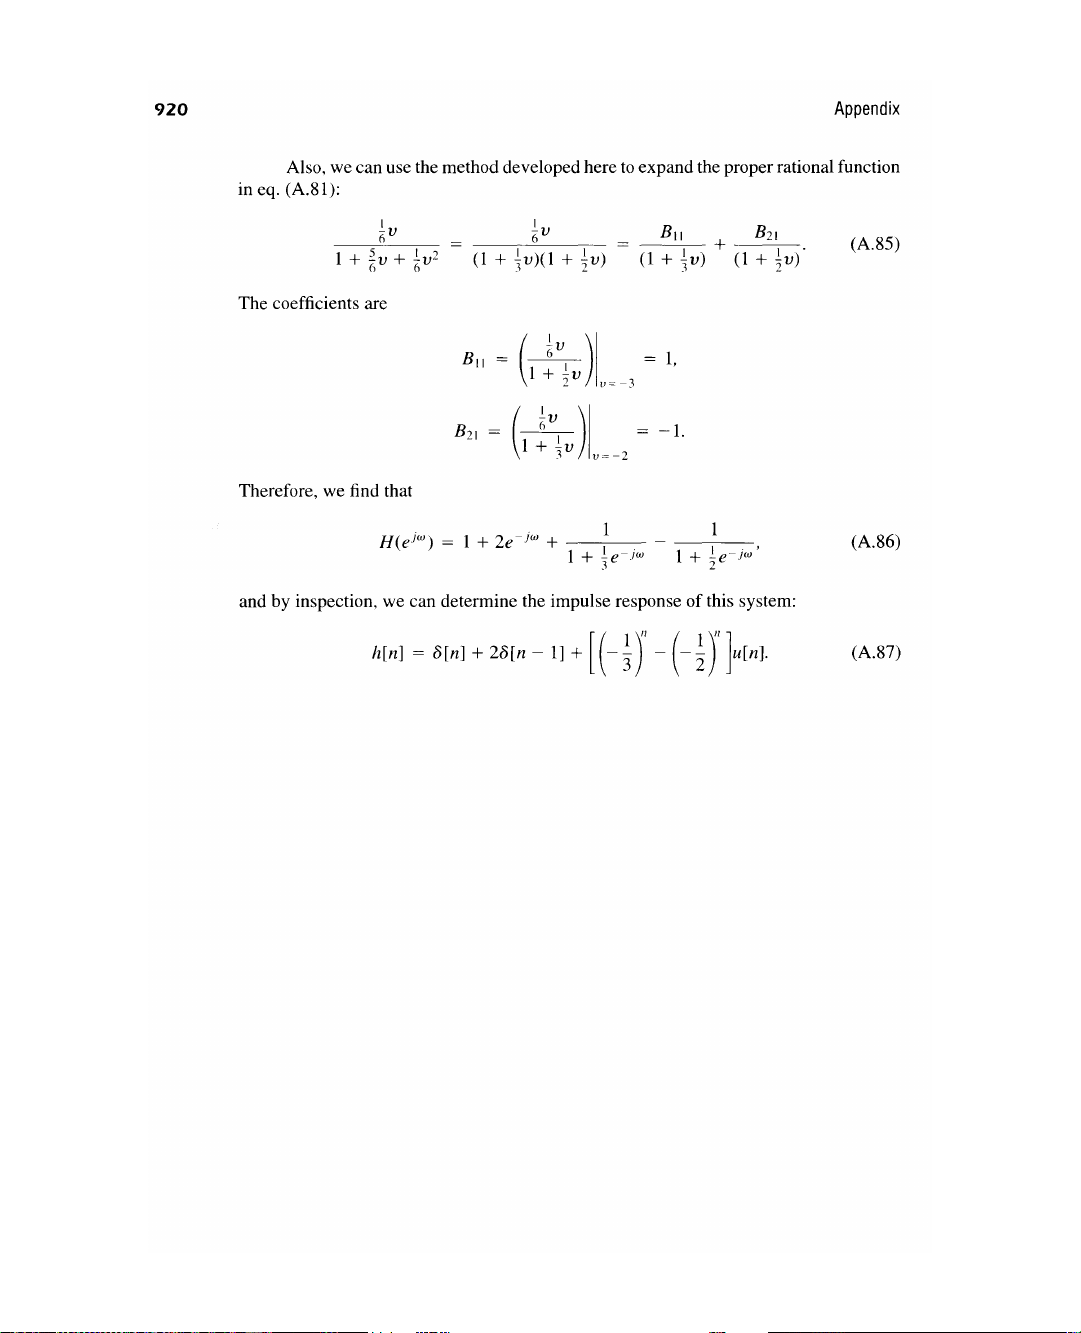 920 Appendix
Also, we can use the method developed here to expand the proper rational function
in eq. (A.81):
\frac{\frac{1}{6}v}{1 + \frac{5}{6}v + \frac{1}{6}v^2} = \frac{\frac{1}{6}v}{(1 + \frac{1}{3}v)(1 + \frac{1}{2}v)} = \frac{B_{11}}{(1 + \frac{1}{3}v)} + \frac{B_{21}}{(1 + \frac{1}{2}v)}. (A.85)
The coefficients are
B_{11} = \left(\frac{\frac{1}{6}v}{1 + \frac{1}{2}v}\right)\bigg|_{v=-3} = 1,
B_{21} = \left(\frac{\frac{1}{6}v}{1 + \frac{1}{3}v}\right)\bigg|_{v=-2} = -1.
Therefore, we find that
H(e^{j\omega}) = 1 + 2e^{-j\omega} + \frac{1}{1 + \frac{1}{3}e^{-j\omega}} - \frac{1}{1 + \frac{1}{2}e^{-j\omega}}, (A.86)
and by inspection, we can determine the impulse response of this system:
h[n] = \delta[n] + 2\delta[n - 1] + \left[\left(-\frac{1}{3}\right)^n - \left(-\frac{1}{2}\right)^n\right]u[n]. (A.87)